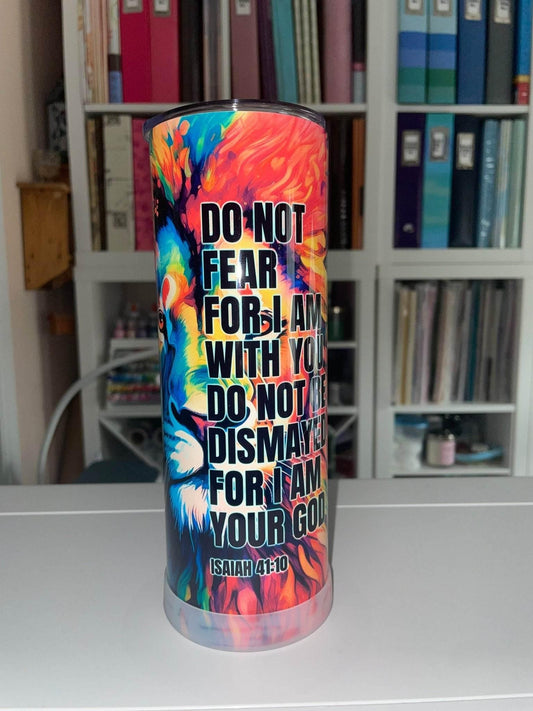 DO NOT
FEAR
FOR I AM
WITH YOU
DO NOT BE
DISMAYED
FOR I AM
YOUR GOD
ISAIAH 41:10